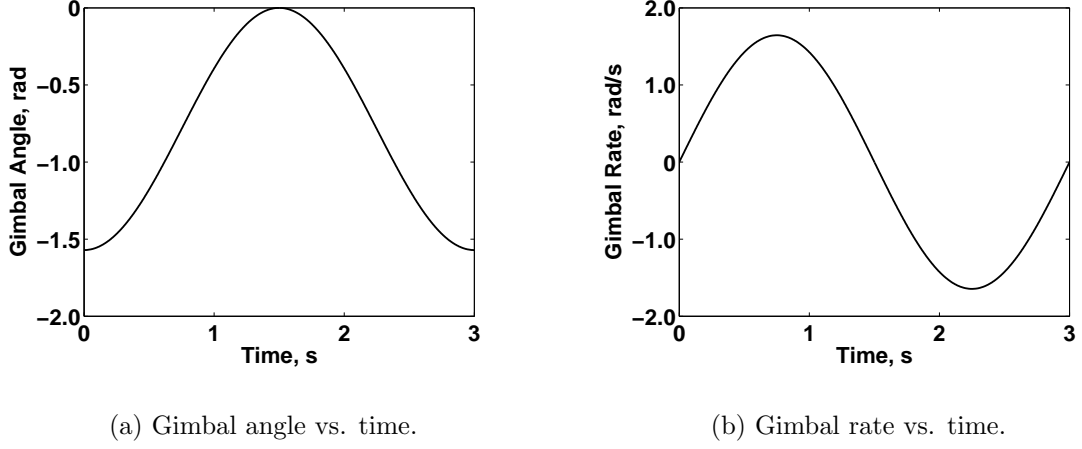 0
−0.5
−1.0
−1.5
−2.0
Gimbal Angle, rad
0 1 2 3
Time, s
(a) Gimbal angle vs. time.
2.0
1.0
0
−1.0
−2.0
Gimbal Rate, rad/s
0 1 2 3
Time, s
(b) Gimbal rate vs. time.